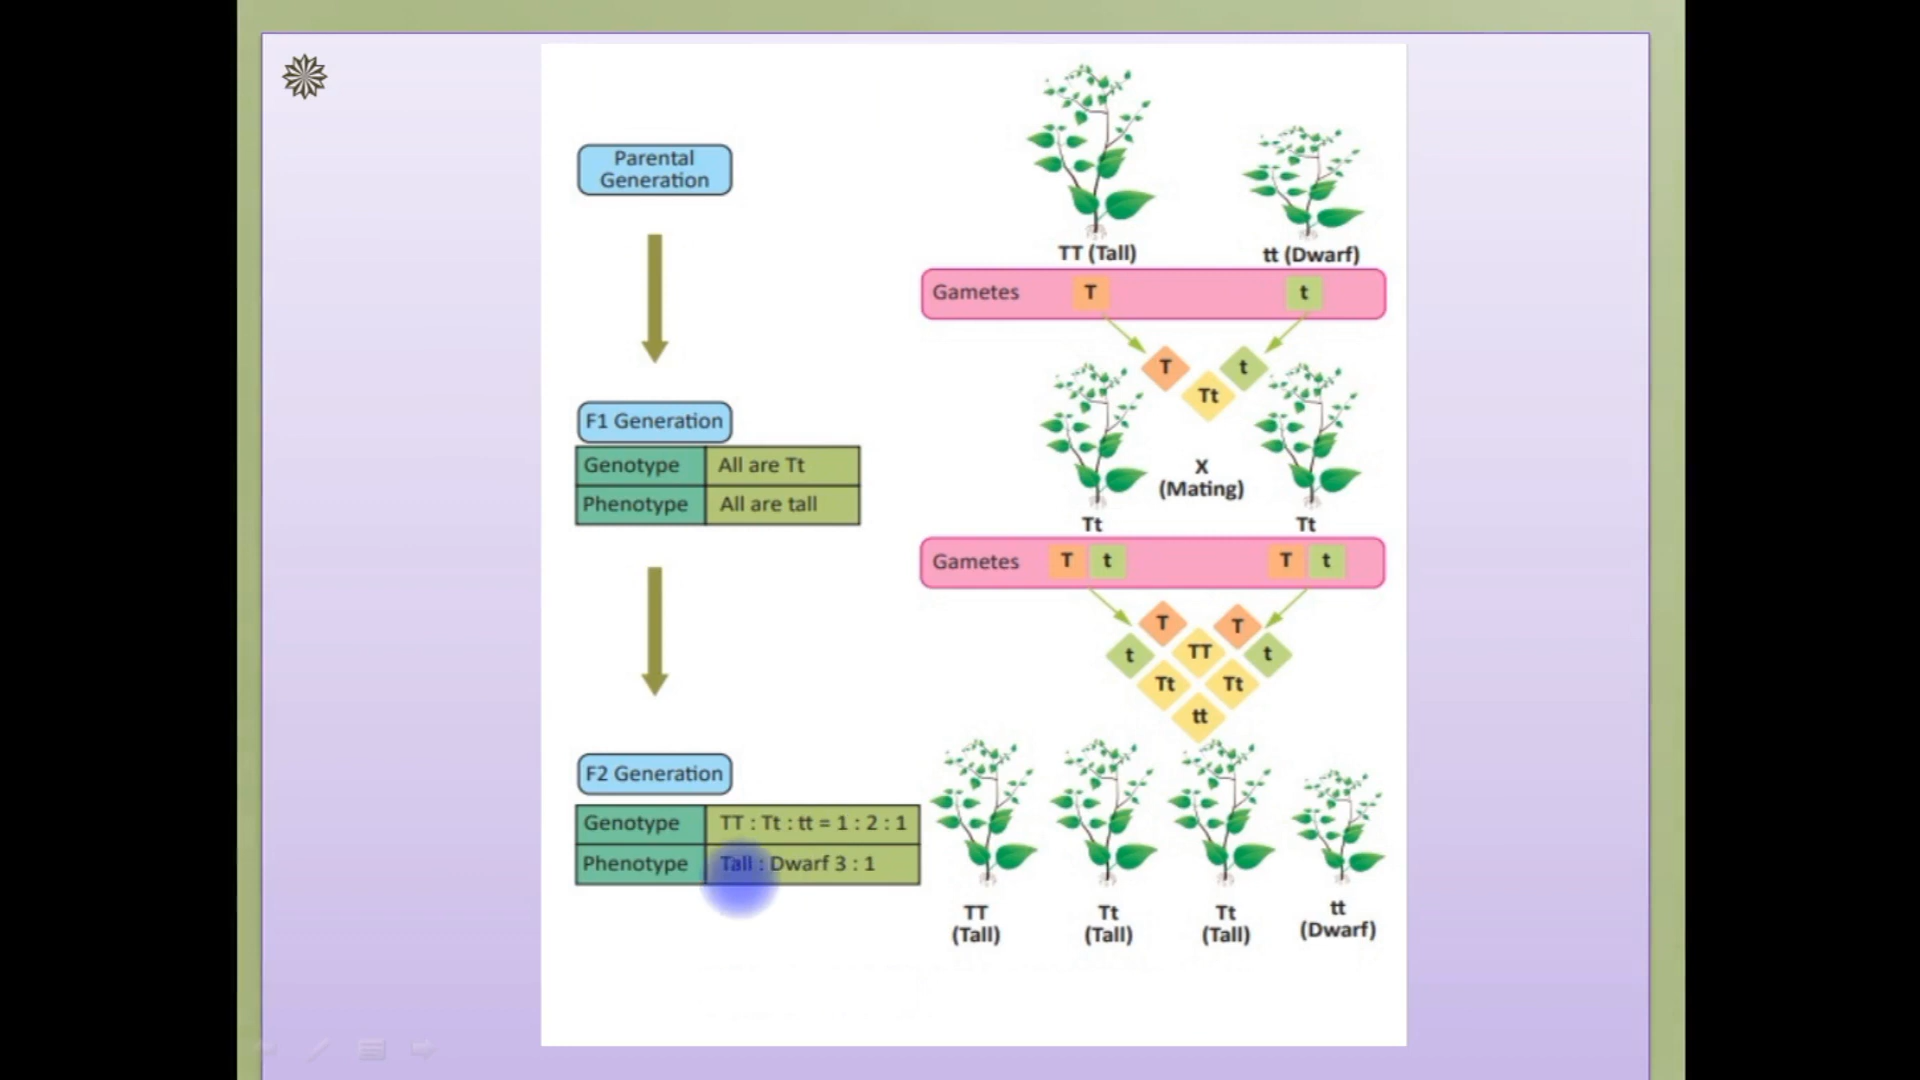 Parental
Generation
TT (Tall)
tt (Dwarf)
Gametes T t
T t
Tt
F1 Generation
Genotype All are Tt
Phenotype All are tall
X
(Mating)
Tt Tt
Gametes T t T t
T T
t TT t
Tt Tt
tt
F2 Generation
Genotype TT : Tt : tt = 1 : 2 : 1
Phenotype Tall : Dwarf 3 : 1
TT
(Tall)
Tt
(Tall)
Tt
(Tall)
tt
(Dwarf)